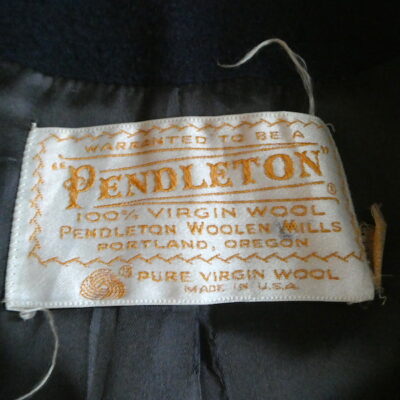 WARRANTED TO BE A
"PENDLETON"®
100% VIRGIN WOOL
PENDLETON WOOLEN MILLS
PORTLAND, OREGON
® PURE VIRGIN WOOL
MADE IN U.S.A.